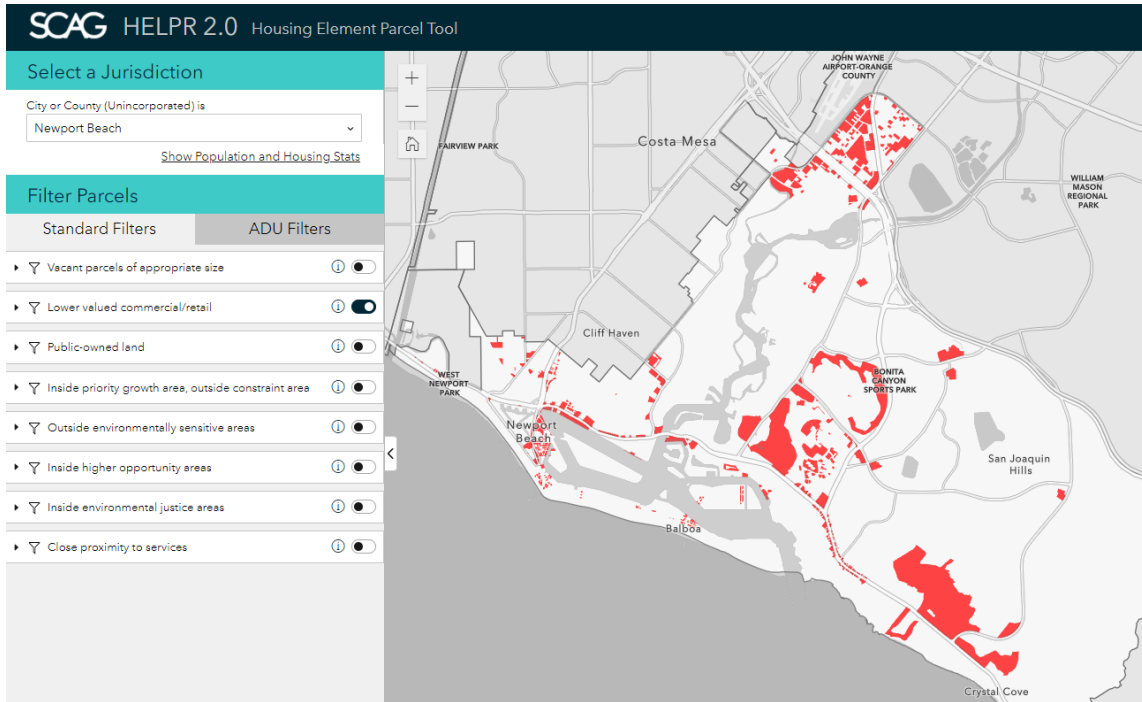 SCAG HELPR 2.0 Housing Element Parcel Tool
Select a Jurisdiction
City or County (Unincorporated) is
Newport Beach
Show Population and Housing Stats
Filter Parcels
Standard Filters
ADU Filters
Vacant parcels of appropriate size
Lower valued commercial/retail
Public-owned land
Inside priority growth area, outside constraint area
Outside environmentally sensitive areas
Inside higher opportunity areas
Inside environmental justice areas
Close proximity to services
JOHN WAYNE
AIRPORT-ORANGE
COUNTY
Costa Mesa
FAIRVIEW PARK
WILLIAM
MASON
REGIONAL
PARK
Cliff Haven
WEST
NEWPORT
PARK
BONITA
CANYON
SPORTS PARK
Newport
Beach
San Joaquin
Hills
Balboa
Crystal Cove